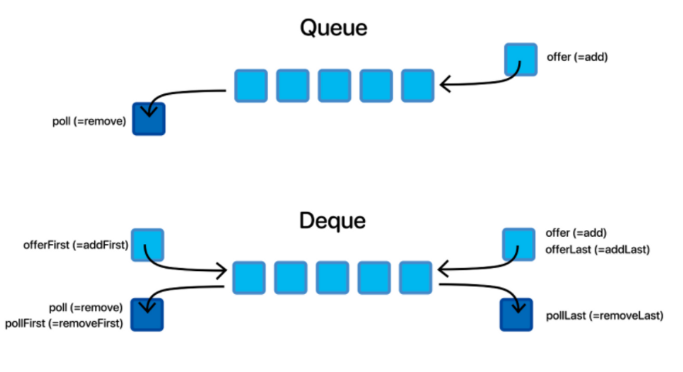 Queue
offer (=add)
poll (=remove)
Deque
offerFirst (=addFirst)
offer (=add)
offerLast (=addLast)
poll (=remove)
pollFirst (=removeFirst)
pollLast (=removeLast)